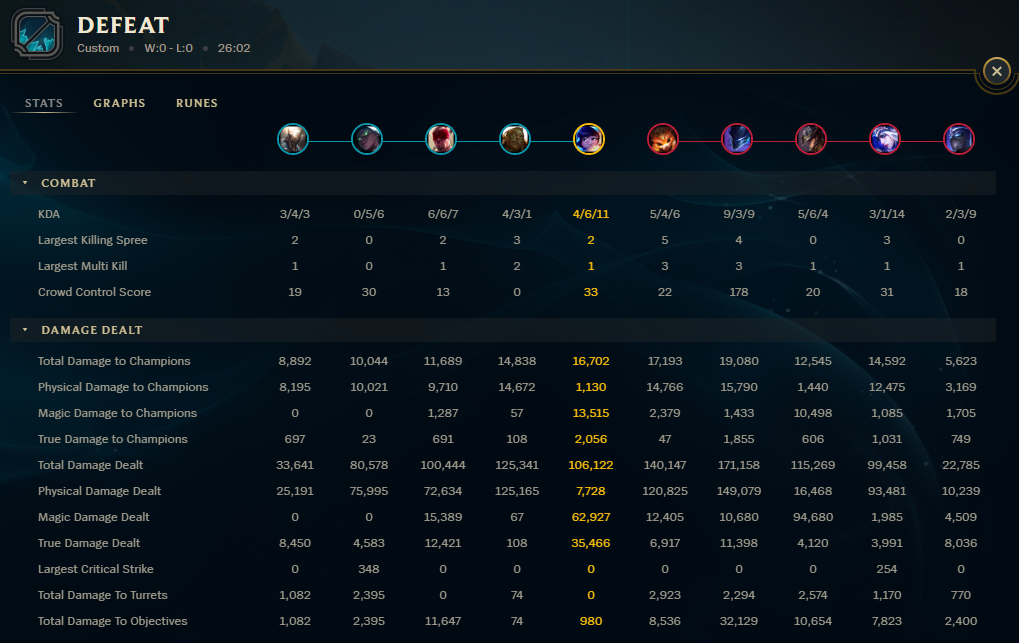 DEFEAT
Custom • W:0 - L:0 • 26:02
STATS GRAPHS RUNES
COMBAT
KDA 3/4/3 0/5/6 6/6/7 4/3/1 4/6/11 5/4/6 9/3/9 5/6/4 3/1/14 2/3/9
Largest Killing Spree 2 0 2 3 2 5 4 0 3 0
Largest Multi Kill 1 0 1 2 1 3 3 1 1 1
Crowd Control Score 19 30 13 0 33 22 178 20 31 18
DAMAGE DEALT
Total Damage to Champions 8,892 10,044 11,689 14,838 16,702 17,193 19,080 12,545 14,592 5,623
Physical Damage to Champions 8,195 10,021 9,710 14,672 1,130 14,766 15,790 1,440 12,475 3,169
Magic Damage to Champions 0 0 1,287 57 13,515 2,379 1,433 10,498 1,085 1,705
True Damage to Champions 697 23 691 108 2,056 47 1,855 606 1,031 749
Total Damage Dealt 33,641 80,578 100,444 125,341 106,122 140,147 171,158 115,269 99,458 22,785
Physical Damage Dealt 25,191 75,995 72,634 125,165 7,728 120,825 149,079 16,468 93,481 10,239
Magic Damage Dealt 0 0 15,389 67 62,927 12,405 10,680 94,680 1,985 4,509
True Damage Dealt 8,450 4,583 12,421 108 35,466 6,917 11,398 4,120 3,991 8,036
Largest Critical Strike 0 348 0 0 0 0 0 0 254 0
Total Damage To Turrets 1,082 2,395 0 74 0 2,923 2,294 2,574 1,170 770
Total Damage To Objectives 1,082 2,395 11,647 74 980 8,536 32,129 10,654 7,823 2,400